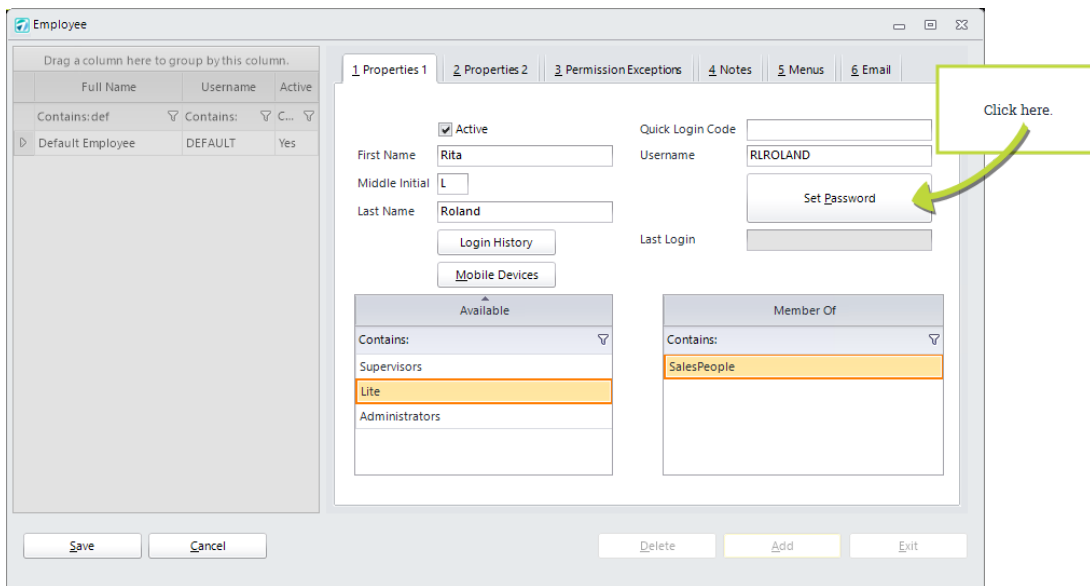 Employee
Drag a column here to group by this column.
Full Name Username Active
Contains:def Contains: C...
Default Employee DEFAULT Yes
1 Properties 1 2 Properties 2 3 Permission Exceptions 4 Notes 5 Menus 6 Email
Click here.
Active Quick Login Code
First Name Rita Username RLROLAND
Middle Initial L
Set Password
Last Name Roland
Login History Last Login
Mobile Devices
Available Member Of
Contains: Contains:
Supervisors SalesPeople
Lite
Administrators
Save Cancel Delete Add Exit